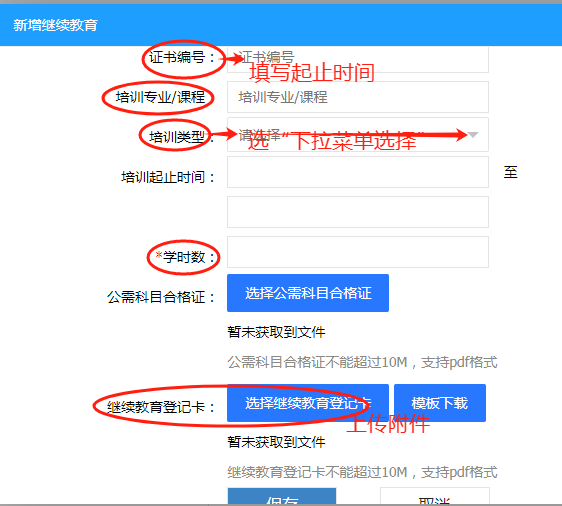 新增继续教育
证书编号： 证书编号
填写起止时间
培训专业/课程 培训专业/课程
培训类型： 请选择
选“下拉菜单选择”
培训起止时间： 至
*学时数：
公需科目合格证： 选择公需科目合格证
暂未获取到文件
公需科目合格证不能超过10M，支持pdf格式
继续教育登记卡： 选择继续教育登记卡 模板下载
上传附件
暂未获取到文件
继续教育登记卡不能超过10M，支持pdf格式
保存 取消